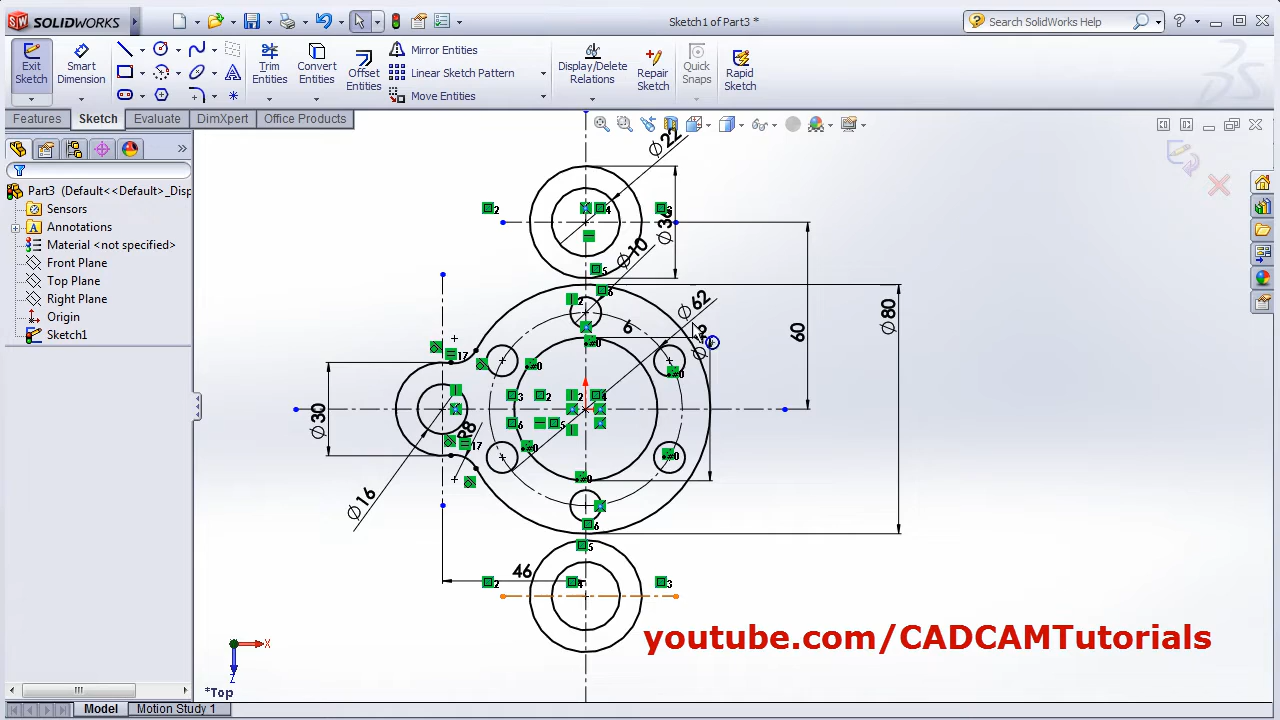 SOLIDWORKS
Sketch1 of Part3 *
Search SolidWorks Help
Exit Sketch
Smart Dimension
Trim Entities
Convert Entities
Offset Entities
Mirror Entities
Linear Sketch Pattern
Move Entities
Display/Delete Relations
Repair Sketch
Quick Snaps
Rapid Sketch
Features
Sketch
Evaluate
DimXpert
Office Products
Part3 (Default<<Default>_Disp
Sensors
Annotations
Material <not specified>
Front Plane
Top Plane
Right Plane
Origin
Sketch1
Ø22
Ø36
Ø10
Ø62
6
60
Ø80
Ø30
R8
Ø16
46
youtube.com/CADCAMTutorials
X
Z
*Top
Model
Motion Study 1